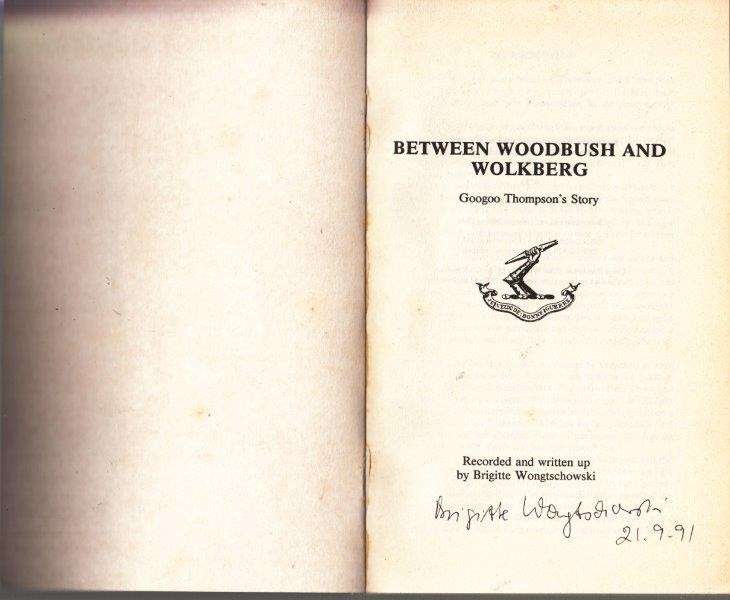 BETWEEN WOODBUSH AND
WOLKBERG
Googoo Thompson's Story
Recorded and written up
by Brigitte Wongtschowski
Brigitte Wongtschowski
21.9.91